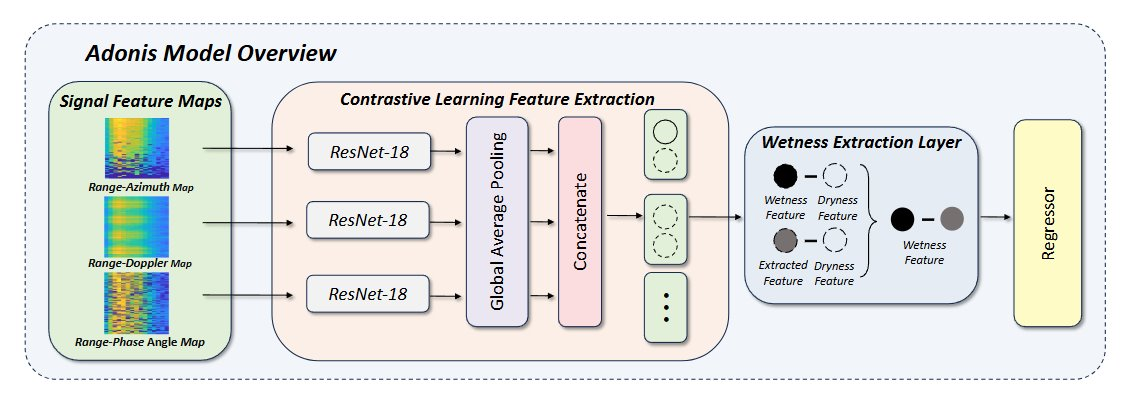 Adonis Model Overview
Signal Feature Maps
Range-Azimuth Map
Range-Doppler Map
Range-Phase Angle Map
Contrastive Learning Feature Extraction
ResNet-18
ResNet-18
ResNet-18
Global Average Pooling
Concatenate
Wetness Extraction Layer
Wetness
Feature
Dryness
Feature
Extracted
Feature
Dryness
Feature
Wetness
Feature
Regressor